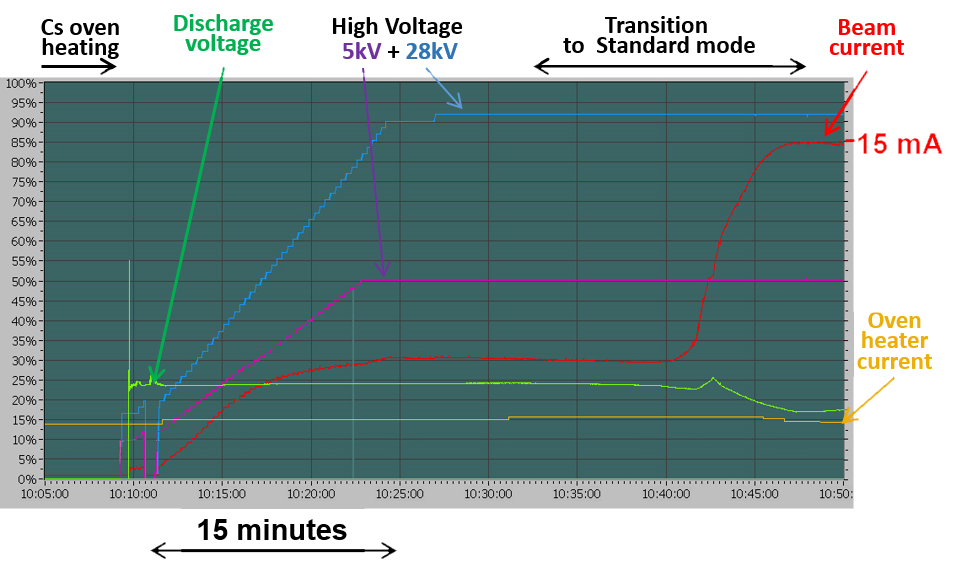 Cs oven
heating
Discharge
voltage
High Voltage
5kV + 28kV
Transition
to Standard mode
Beam
current
100%
95%
90%
85%
80%
75%
70%
65%
60%
55%
50%
45%
40%
35%
30%
25%
20%
15%
10%
5%
0%
15 mA
Oven
heater
current
10:05:00
10:10:00
10:15:00
10:20:00
10:25:00
10:30:00
10:35:00
10:40:00
10:45:00
10:50:
15 minutes